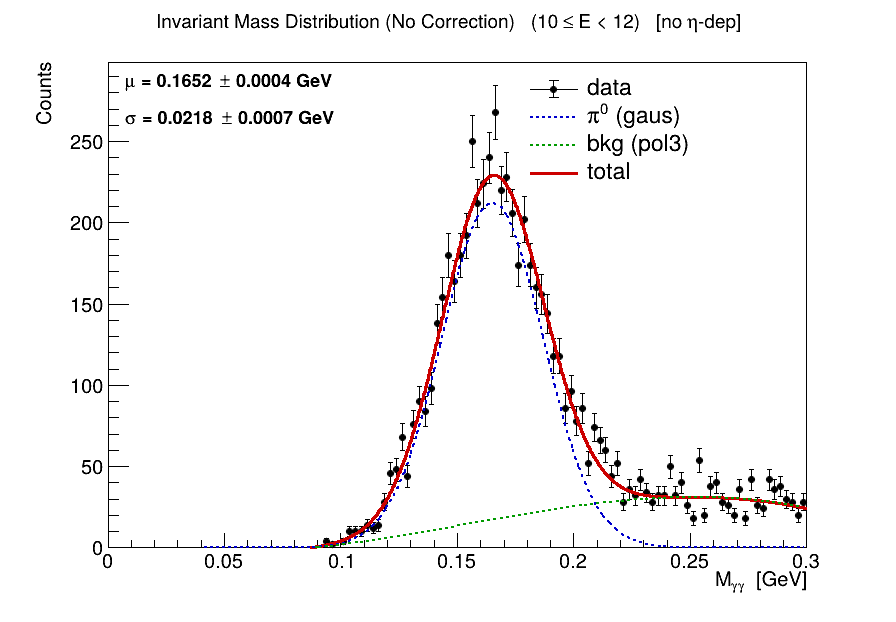 Invariant Mass Distribution (No Correction) (10 ≤ E < 12) [no η-dep]
Counts
μ = 0.1652 ± 0.0004 GeV
σ = 0.0218 ± 0.0007 GeV
data
π⁰ (gaus)
bkg (pol3)
total
250
200
150
100
50
0
0 0.05 0.1 0.15 0.2 0.25 0.3
M_γγ [GeV]